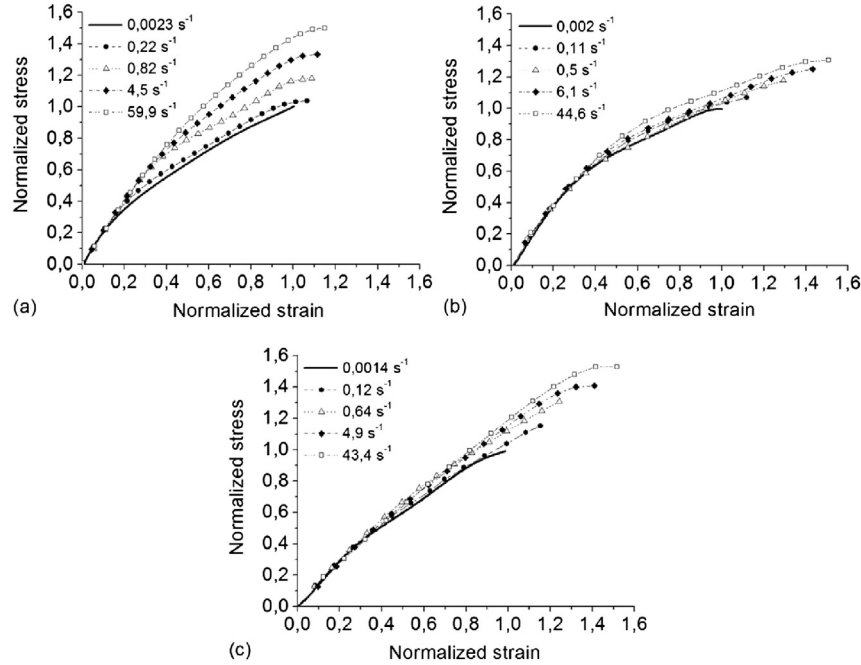 0,0023 s⁻¹
0,22 s⁻¹
0,82 s⁻¹
4,5 s⁻¹
59,9 s⁻¹
1,6
1,4
1,2
1,0
0,8
0,6
0,4
0,2
0,0
Normalized stress
0,0 0,2 0,4 0,6 0,8 1,0 1,2 1,4 1,6
Normalized strain
(a)
0,002 s⁻¹
0,11 s⁻¹
0,5 s⁻¹
6,1 s⁻¹
44,6 s⁻¹
1,6
1,4
1,2
1,0
0,8
0,6
0,4
0,2
0,0
Normalized stress
0,0 0,2 0,4 0,6 0,8 1,0 1,2 1,4 1,6
Normalized strain
(b)
0,0014 s⁻¹
0,12 s⁻¹
0,64 s⁻¹
4,9 s⁻¹
43,4 s⁻¹
1,6
1,4
1,2
1,0
0,8
0,6
0,4
0,2
0,0
Normalized stress
0,0 0,2 0,4 0,6 0,8 1,0 1,2 1,4 1,6
Normalized strain
(c)